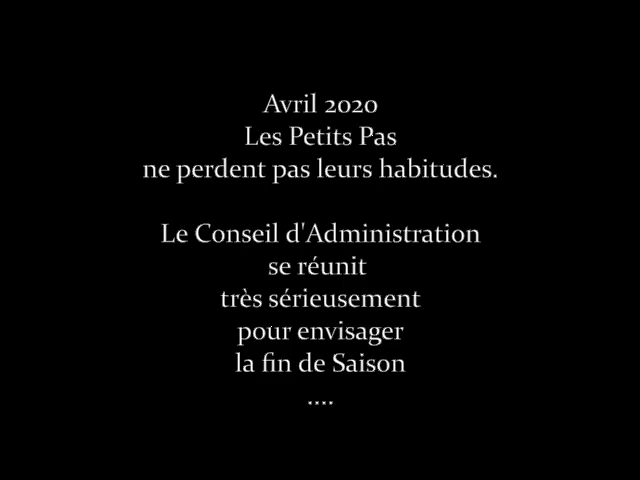 Avril 2020
Les Petits Pas
ne perdent pas leurs habitudes.
Le Conseil d'Administration
se réunit
très sérieusement
pour envisager
la fin de Saison
....